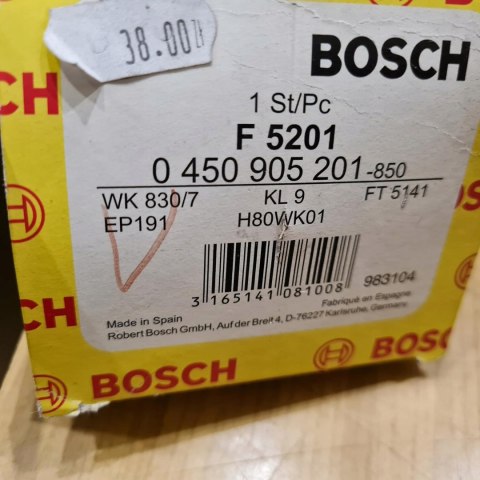 38.00zł
BOSCH
CH
1 St/Pc
F 5201
0 450 905 201-850
WK 830/7 KL 9 FT 5141
EP191 H80WK01
3 165141 081008
983104
Made in Spain Fabriqué en Espagne
Robert Bosch GmbH, Auf der Breit 4, D-76227 Karlsruhe, Germany
CH
BOSCH
BOS